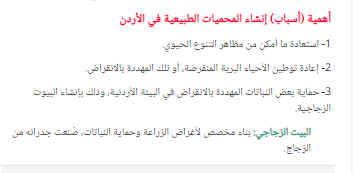 أهمية (أسباب) إنشاء المحميات الطبيعية في الأردن
1- استعادة ما أمكن من مظاهر التنوع الحيوي.
2- إعادة توطين الأحياء البرية المنقرضة، أو تلك المهددة بالانقراض.
3- حماية بعض النباتات المهددة بالانقراض في البيئة الأردنية، وذلك بإنشاء البيوت
الزجاجية.
البيت الزجاجي: بناء مخصص لأغراض الزراعة وحماية النباتات، صُنعت جدرانه من
الزجاج.